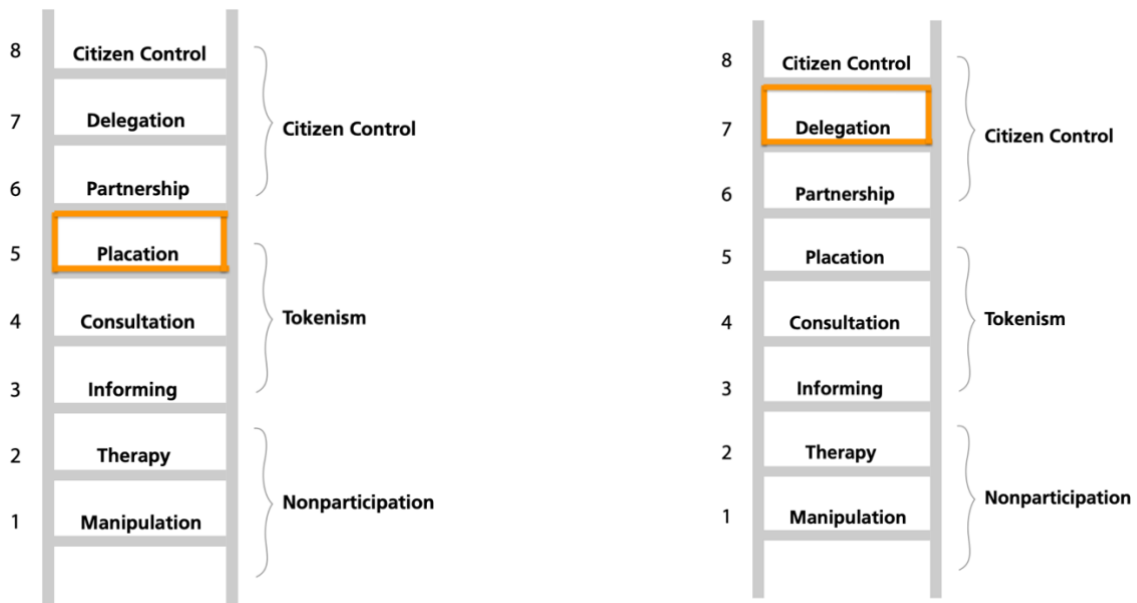 8 Citizen Control
7 Delegation
Citizen Control
6 Partnership
5 Placation
4 Consultation
Tokenism
3 Informing
2 Therapy
Nonparticipation
1 Manipulation
8 Citizen Control
7 Delegation
Citizen Control
6 Partnership
5 Placation
4 Consultation
Tokenism
3 Informing
2 Therapy
Nonparticipation
1 Manipulation